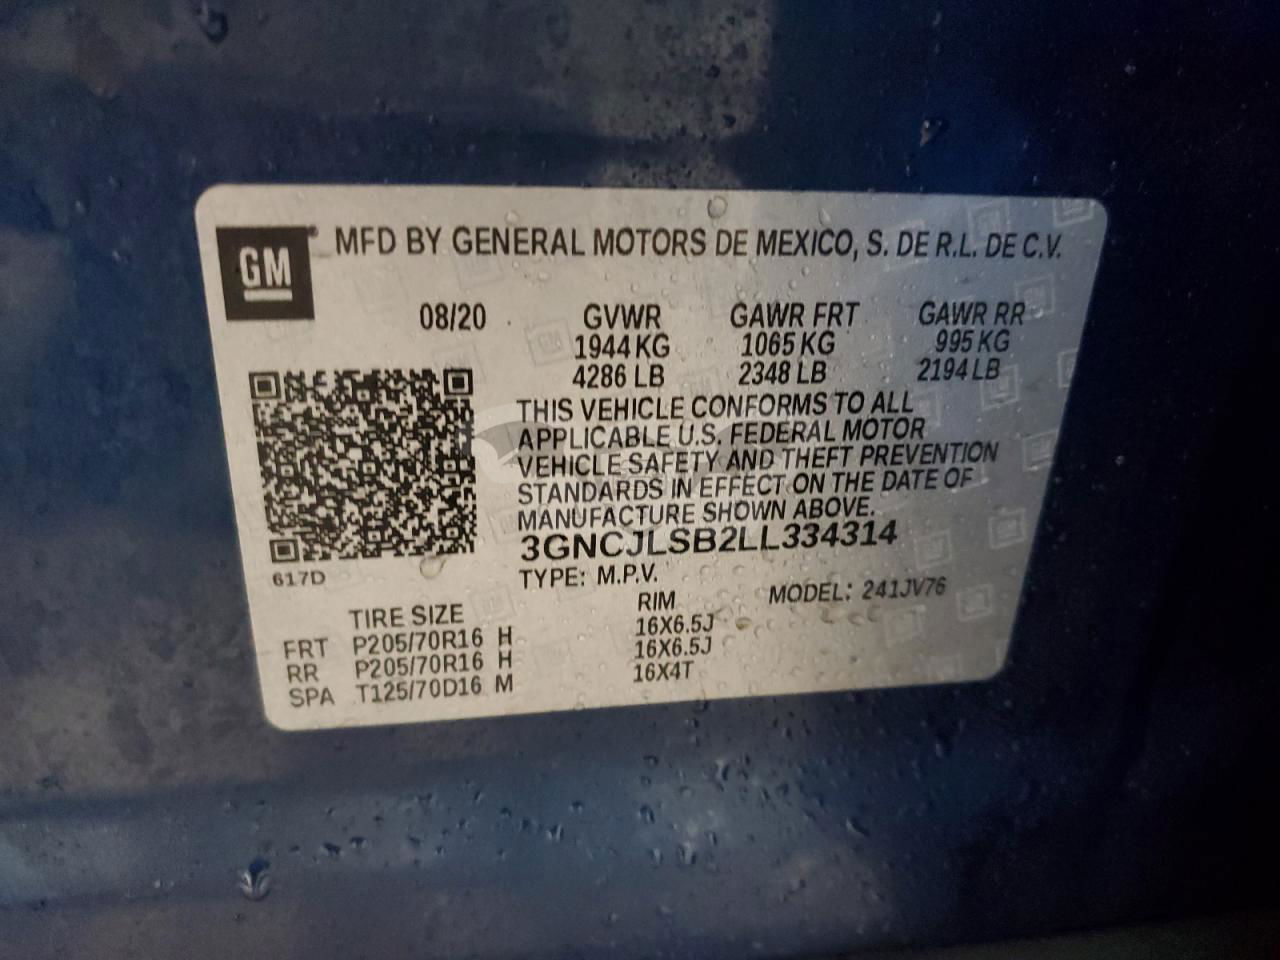 GM ® MFD BY GENERAL MOTORS DE MEXICO, S. DE R.L. DE C.V.
08/20 GVWR GAWR FRT GAWR RR
1944 KG 1065 KG 995 KG
4286 LB 2348 LB 2194 LB
THIS VEHICLE CONFORMS TO ALL
APPLICABLE U.S. FEDERAL MOTOR
VEHICLE SAFETY AND THEFT PREVENTION
STANDARDS IN EFFECT ON THE DATE OF
MANUFACTURE SHOWN ABOVE.
3GNCJLSB2LL334314
617D TYPE: M.P.V. MODEL: 241JV76
TIRE SIZE RIM
FRT P205/70R16 H 16X6.5J
RR P205/70R16 H 16X6.5J
SPA T125/70D16 M 16X4T